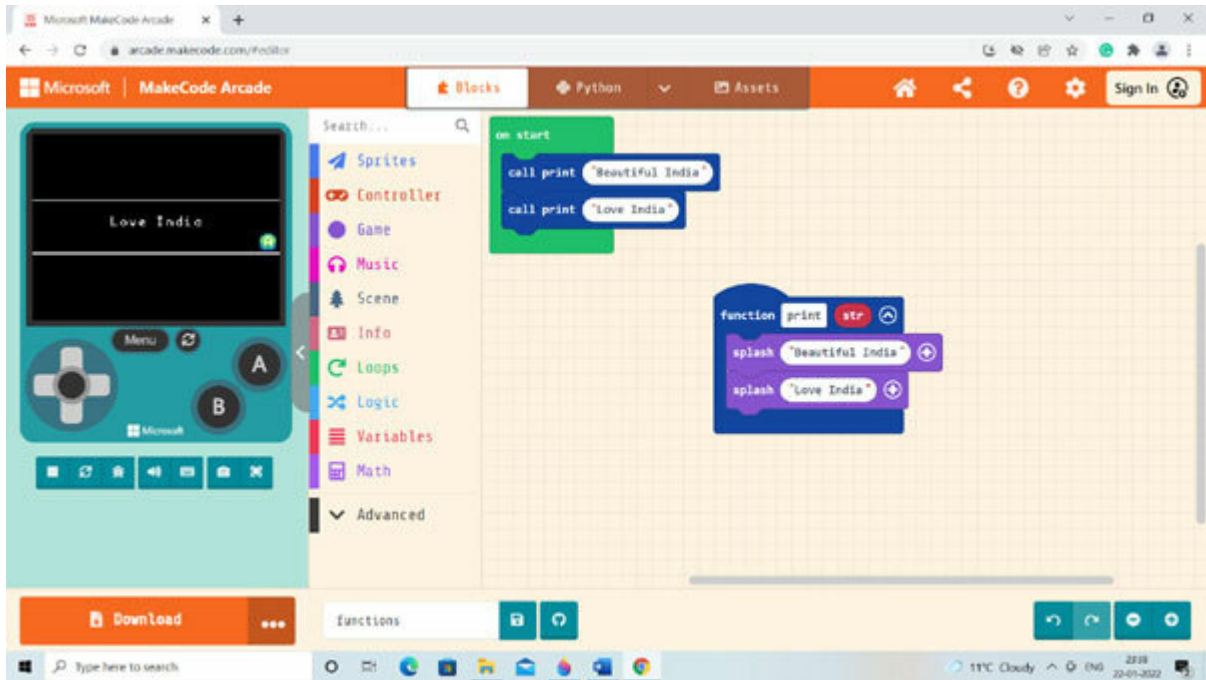 Microsoft MakeCode Arcade
arcade.makecode.com/#editor
Microsoft | MakeCode Arcade
Blocks
Python
Assets
Sign In
Love India
A
Menu
A
B
Microsoft
Search...
Sprites
Controller
Game
Music
Scene
Info
Loops
Logic
Variables
Math
Advanced
on start
call print "Beautiful India"
call print "Love India"
function print str
splash "Beautiful India"
splash "Love India"
Download
functions
Type here to search
11°C Cloudy
ENG
22-01-2022